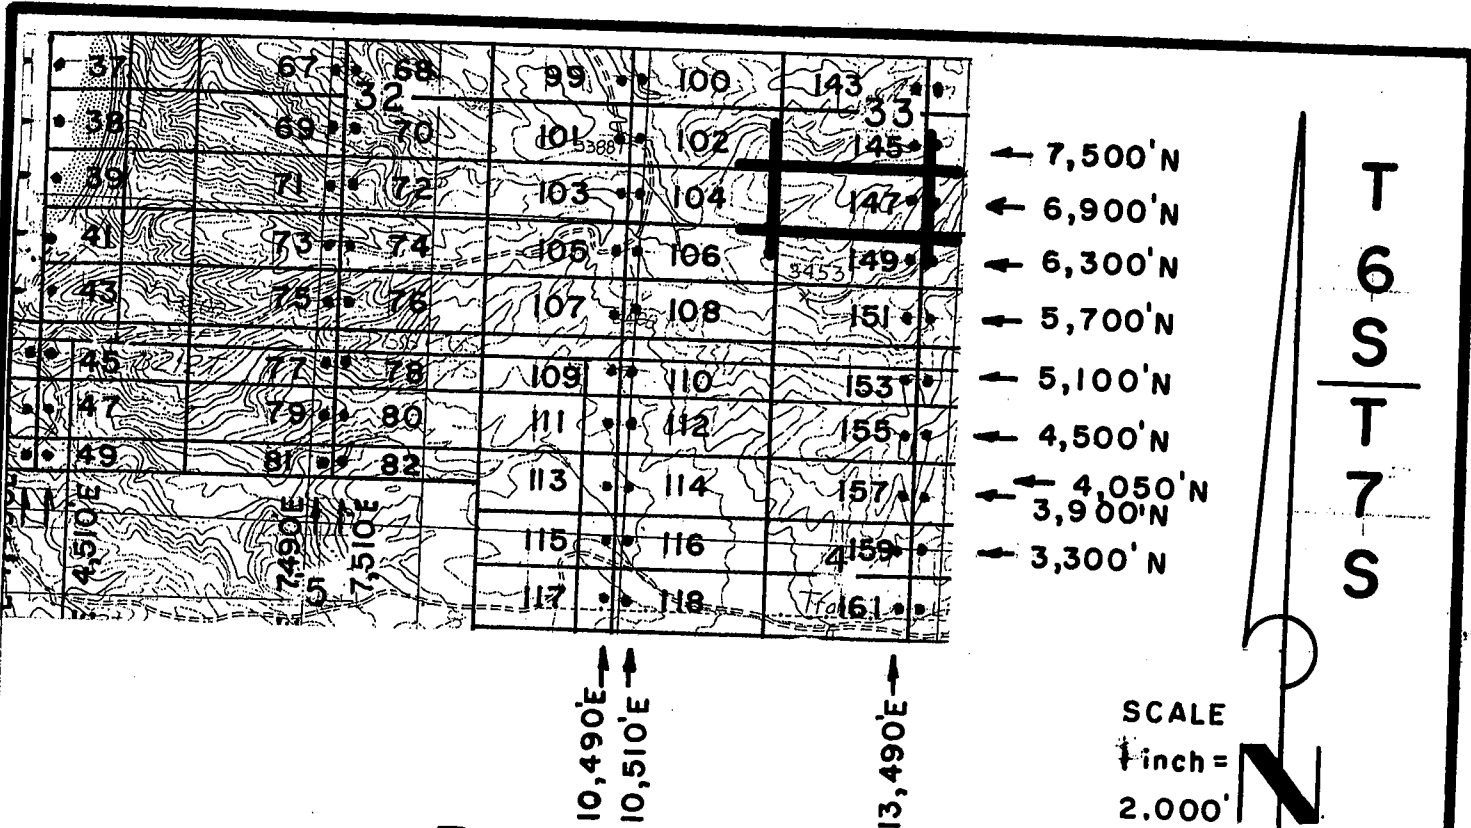 37 67 68 99 100 143
32 33
38 69 70 101 5388 102 145
39 71 72 103 104 147
41 73 74 105 106 5453 149
43 75 76 107 108 151
45 77 78 109 110 153
47 79 80 111 112 155
49 81 82 113 114 157
115 116 4 159
5 117 118 161
4,510'E
7,490'E
7,510'E
10,490'E
10,510'E
13,490'E
7,500'N
6,900'N
6,300'N
5,700'N
5,100'N
4,500'N
4,050'N
3,900'N
3,300'N
T
6
S
T
7
S
SCALE
1 inch =
2,000'
N